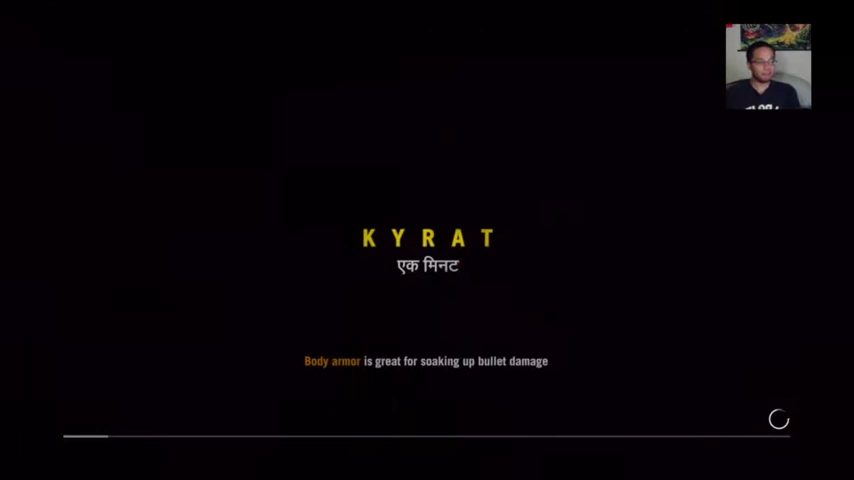 KYRAT
एक मिनट
Body armor is great for soaking up bullet damage